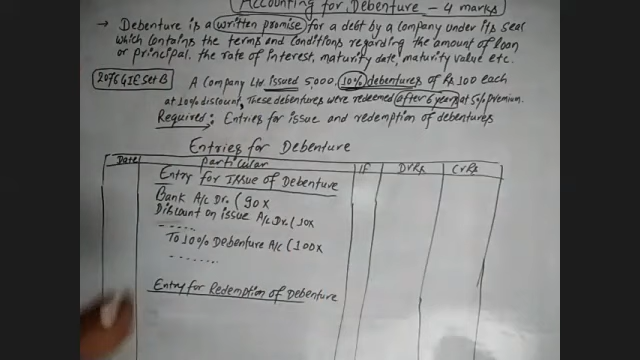 Accounting for Debenture - 4 marks
→ Debenture is a written promise for a debt by a company under its seal
which contains the terms and conditions regarding the amount of loan
or principal, the rate of interest, maturity date, maturity value etc.
2076 GIE Set B A Company Ltd issued 5,000, 10% debentures of Rs 100 each
at 10% discount. These debentures were redeemed after 6 years at 5% premium.
Required: Entries for issue and redemption of debentures
Entries for Debenture
Date Particular LF Dr Rs Cr Rs
Entry for Issue of Debenture
Bank A/c Dr. (90x
Discount on issue A/c Dr. (10x
.......
To 10% Debenture A/c (100x
........
Entry for Redemption of Debenture